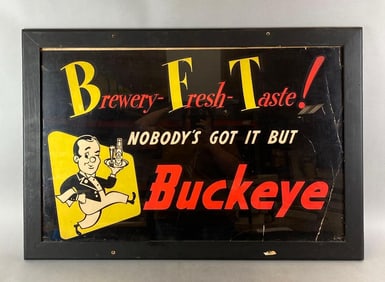 Brewery-Fresh-Taste!
NOBODY'S GOT IT BUT
Buckeye